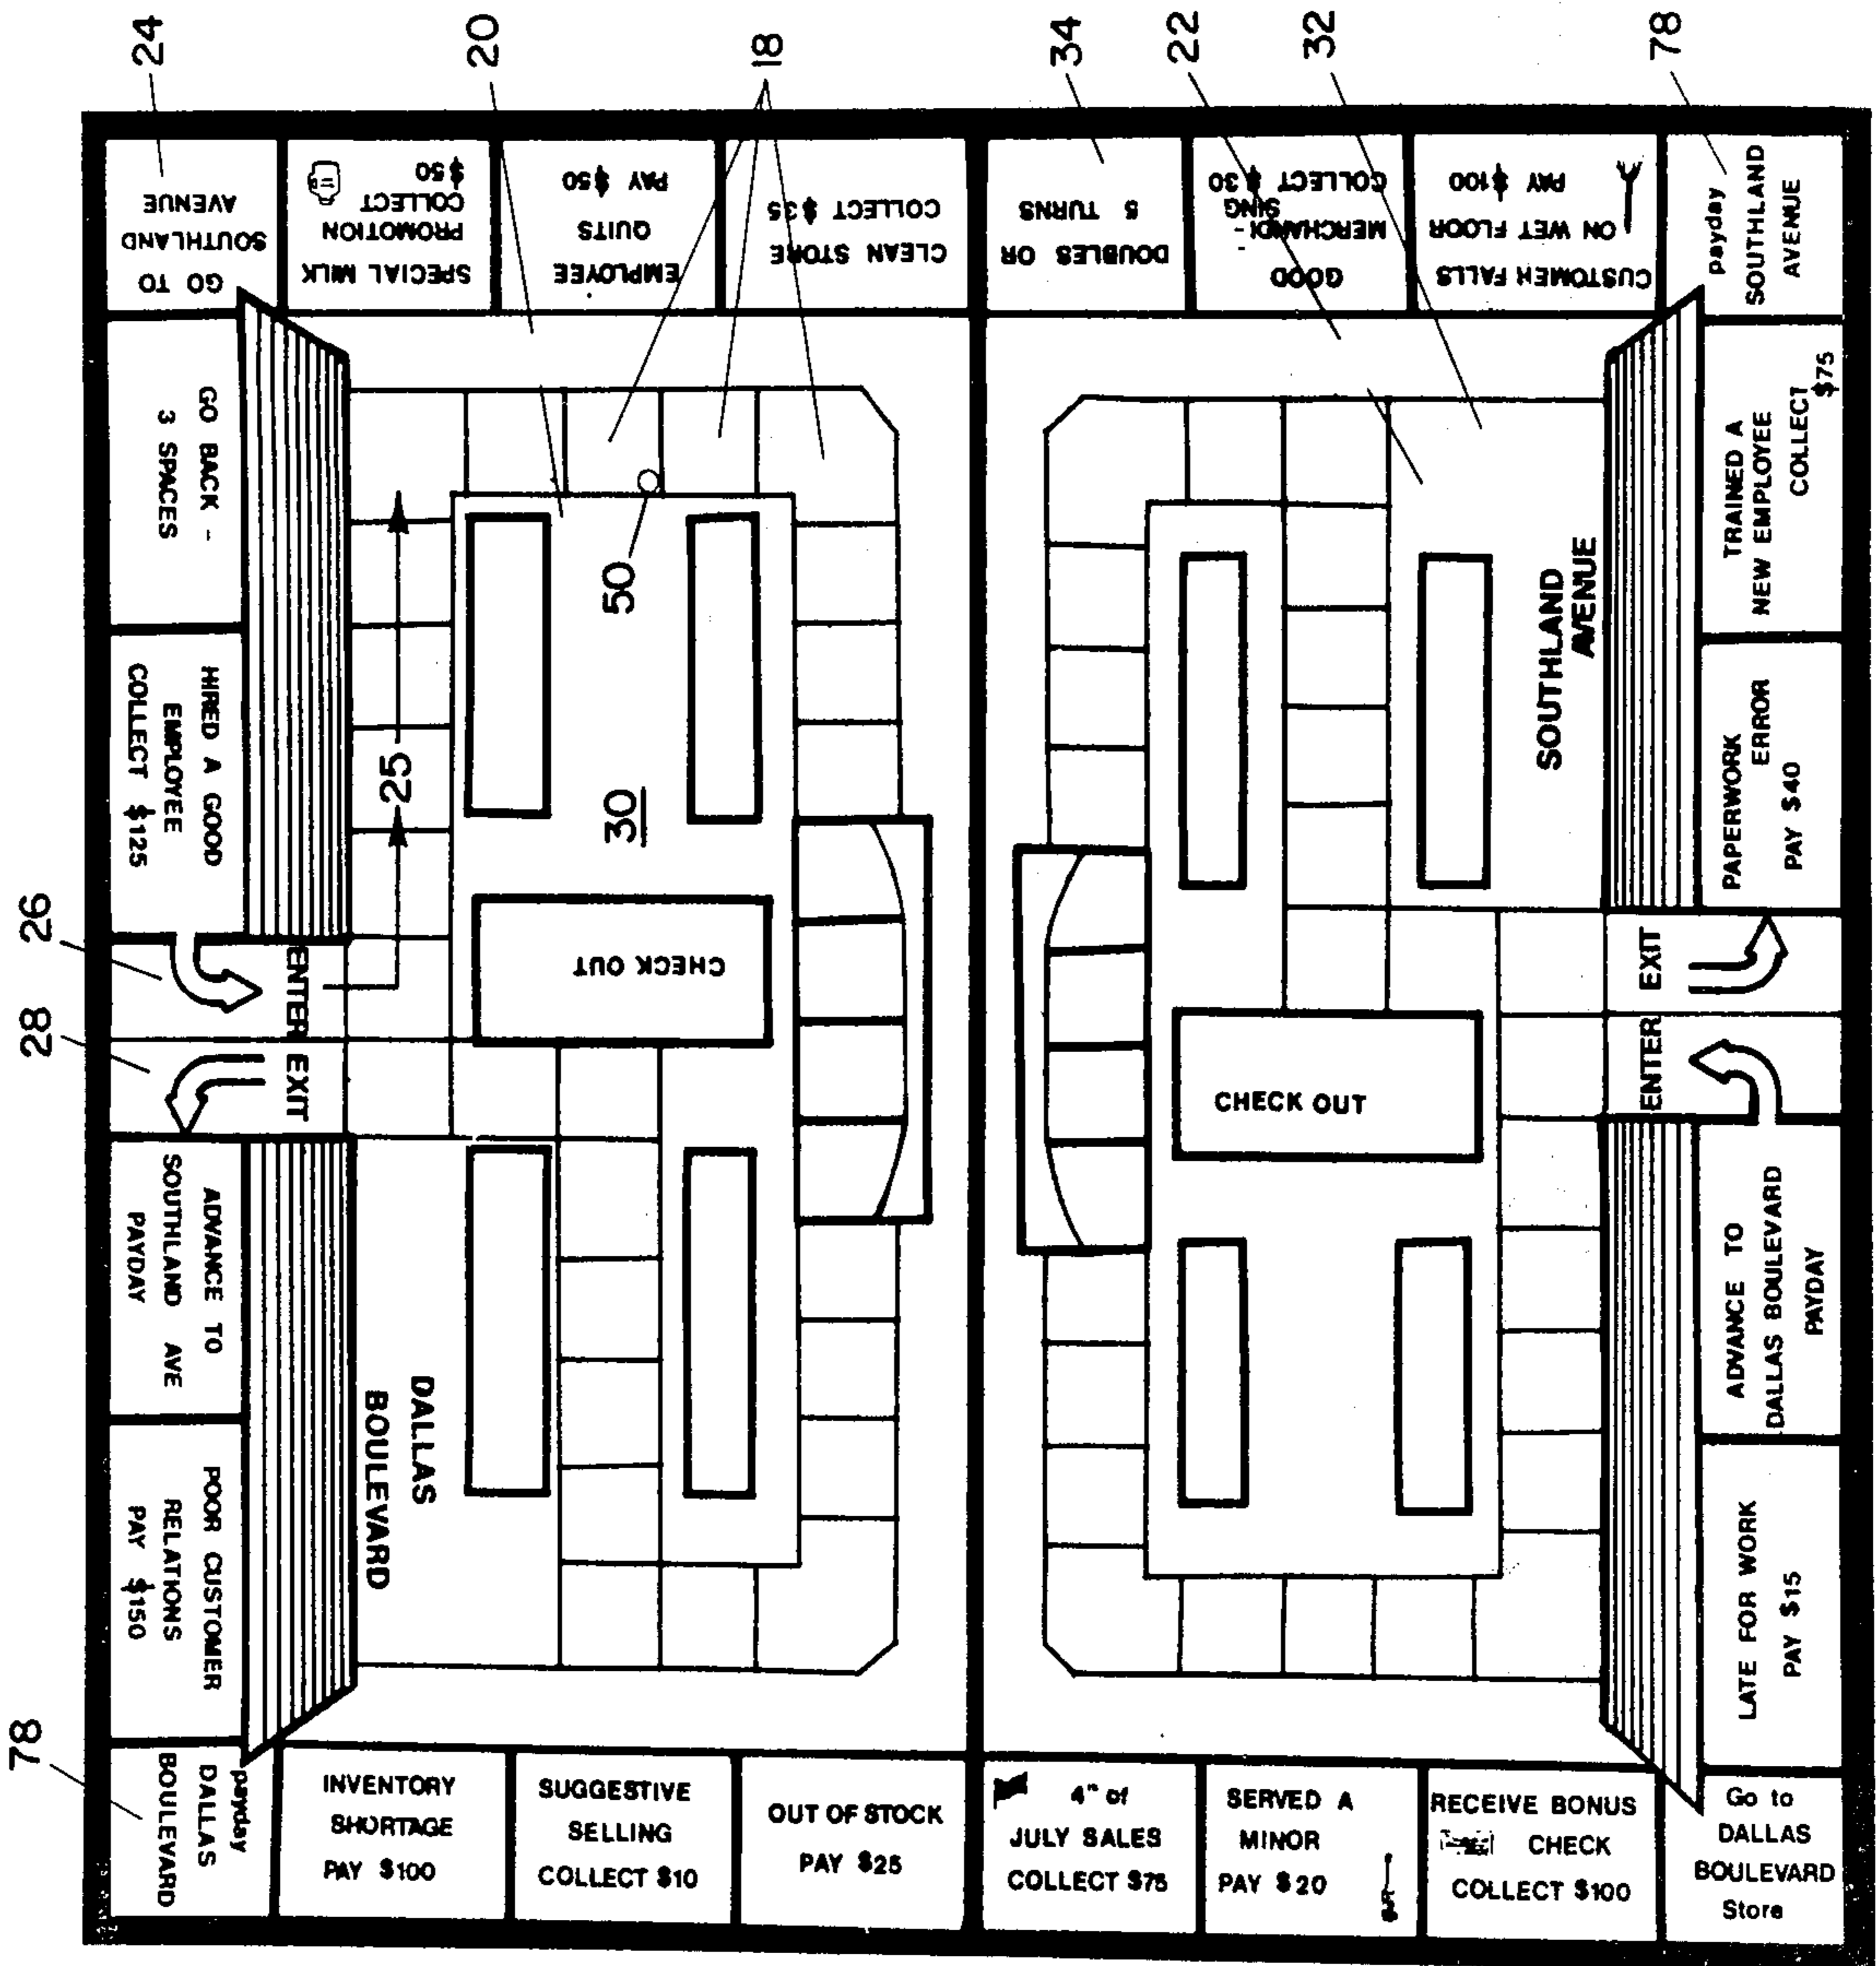 24
20
18
34
22
32
78
26
28
78
GO TO
SOUTHLAND
AVENUE
SPECIAL MILK
PROMOTION
COLLECT
$50
EMPLOYEE
QUITS
PAY $50
CLEAN STORE
COLLECT $35
DOUBLES OR
5 TURNS
GOOD
MERCHANDI-
SING
COLLECT $30
CUSTOMER FALLS
ON WET FLOOR
PAY $100
payday
SOUTHLAND
AVENUE
TRAINED A
NEW EMPLOYEE
COLLECT
$75
PAPERWORK
ERROR
PAY $40
EXIT
ENTER
ADVANCE TO
DALLAS BOULEVARD
PAYDAY
LATE FOR WORK
PAY $15
Go to
DALLAS
BOULEVARD
Store
RECEIVE BONUS
CHECK
COLLECT $100
SERVED A
MINOR
PAY $20
4" of
JULY SALES
COLLECT $75
OUT OF STOCK
PAY $25
SUGGESTIVE
SELLING
COLLECT $10
INVENTORY
SHORTAGE
PAY $100
payday
DALLAS
BOULEVARD
POOR CUSTOMER
RELATIONS
PAY $150
ADVANCE TO
SOUTHLAND AVE
PAYDAY
EXIT
ENTER
HIRED A GOOD
EMPLOYEE
COLLECT $125
GO BACK -
3 SPACES
25
50
30
CHECK OUT
DALLAS
BOULEVARD
SOUTHLAND
AVENUE
CHECK OUT